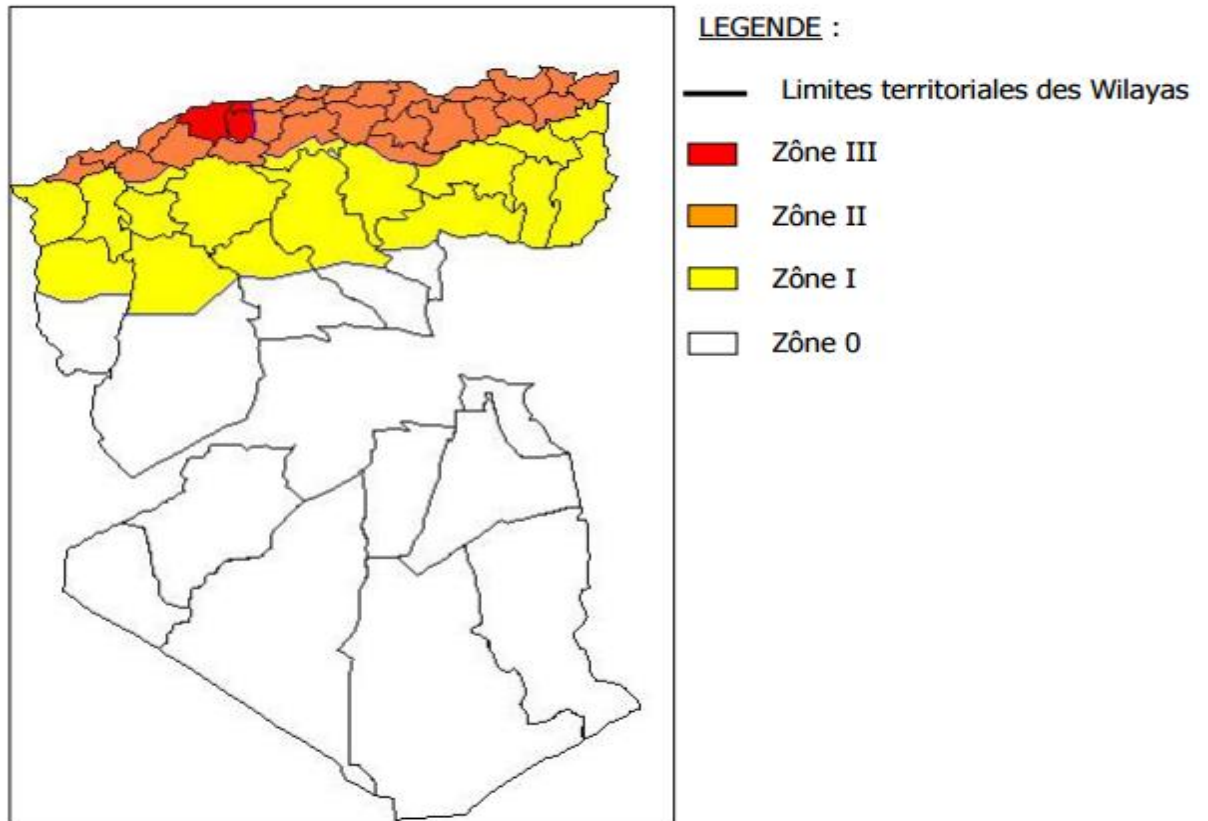 LEGENDE :
Limites territoriales des Wilayas
Zône III
Zône II
Zône I
Zône 0